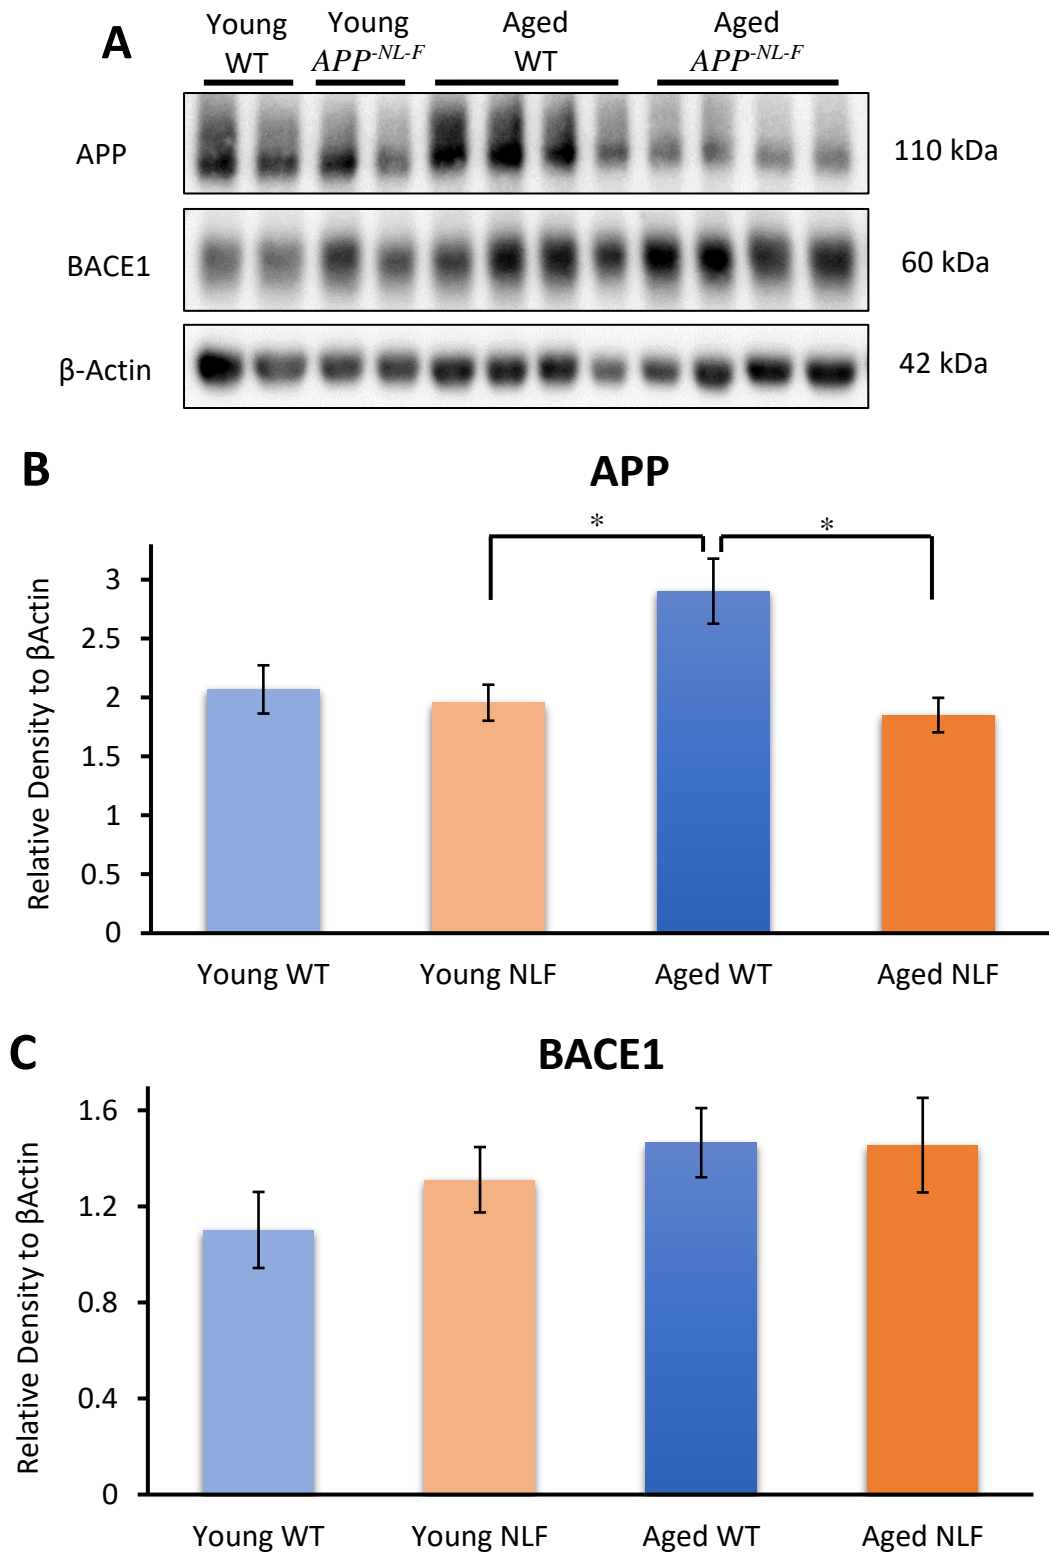 A
Young
WT
Young
APP-NL-F
Aged
WT
Aged
APP-NL-F
APP
110 kDa
BACE1
60 kDa
β-Actin
42 kDa
B
APP
*
*
Relative Density to βActin
3
2.5
2
1.5
1
0.5
0
Young WT
Young NLF
Aged WT
Aged NLF
C
BACE1
Relative Density to βActin
1.6
1.2
0.8
0.4
0
Young WT
Young NLF
Aged WT
Aged NLF